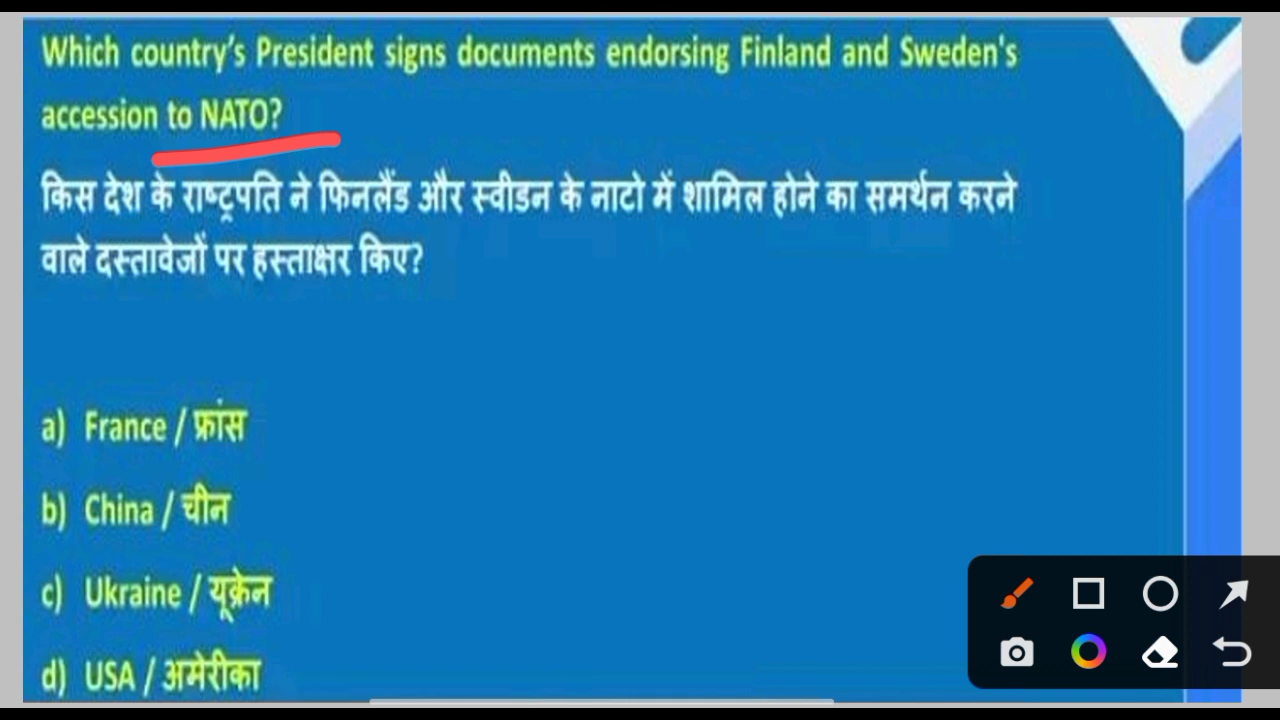 Which country's President signs documents endorsing Finland and Sweden's
accession to NATO?
किस देश के राष्ट्रपति ने फिनलैंड और स्वीडन के नाटो में शामिल होने का समर्थन करने
वाले दस्तावेजों पर हस्ताक्षर किए?
a) France / फ्रांस
b) China / चीन
c) Ukraine / यूक्रेन
d) USA / अमेरीका